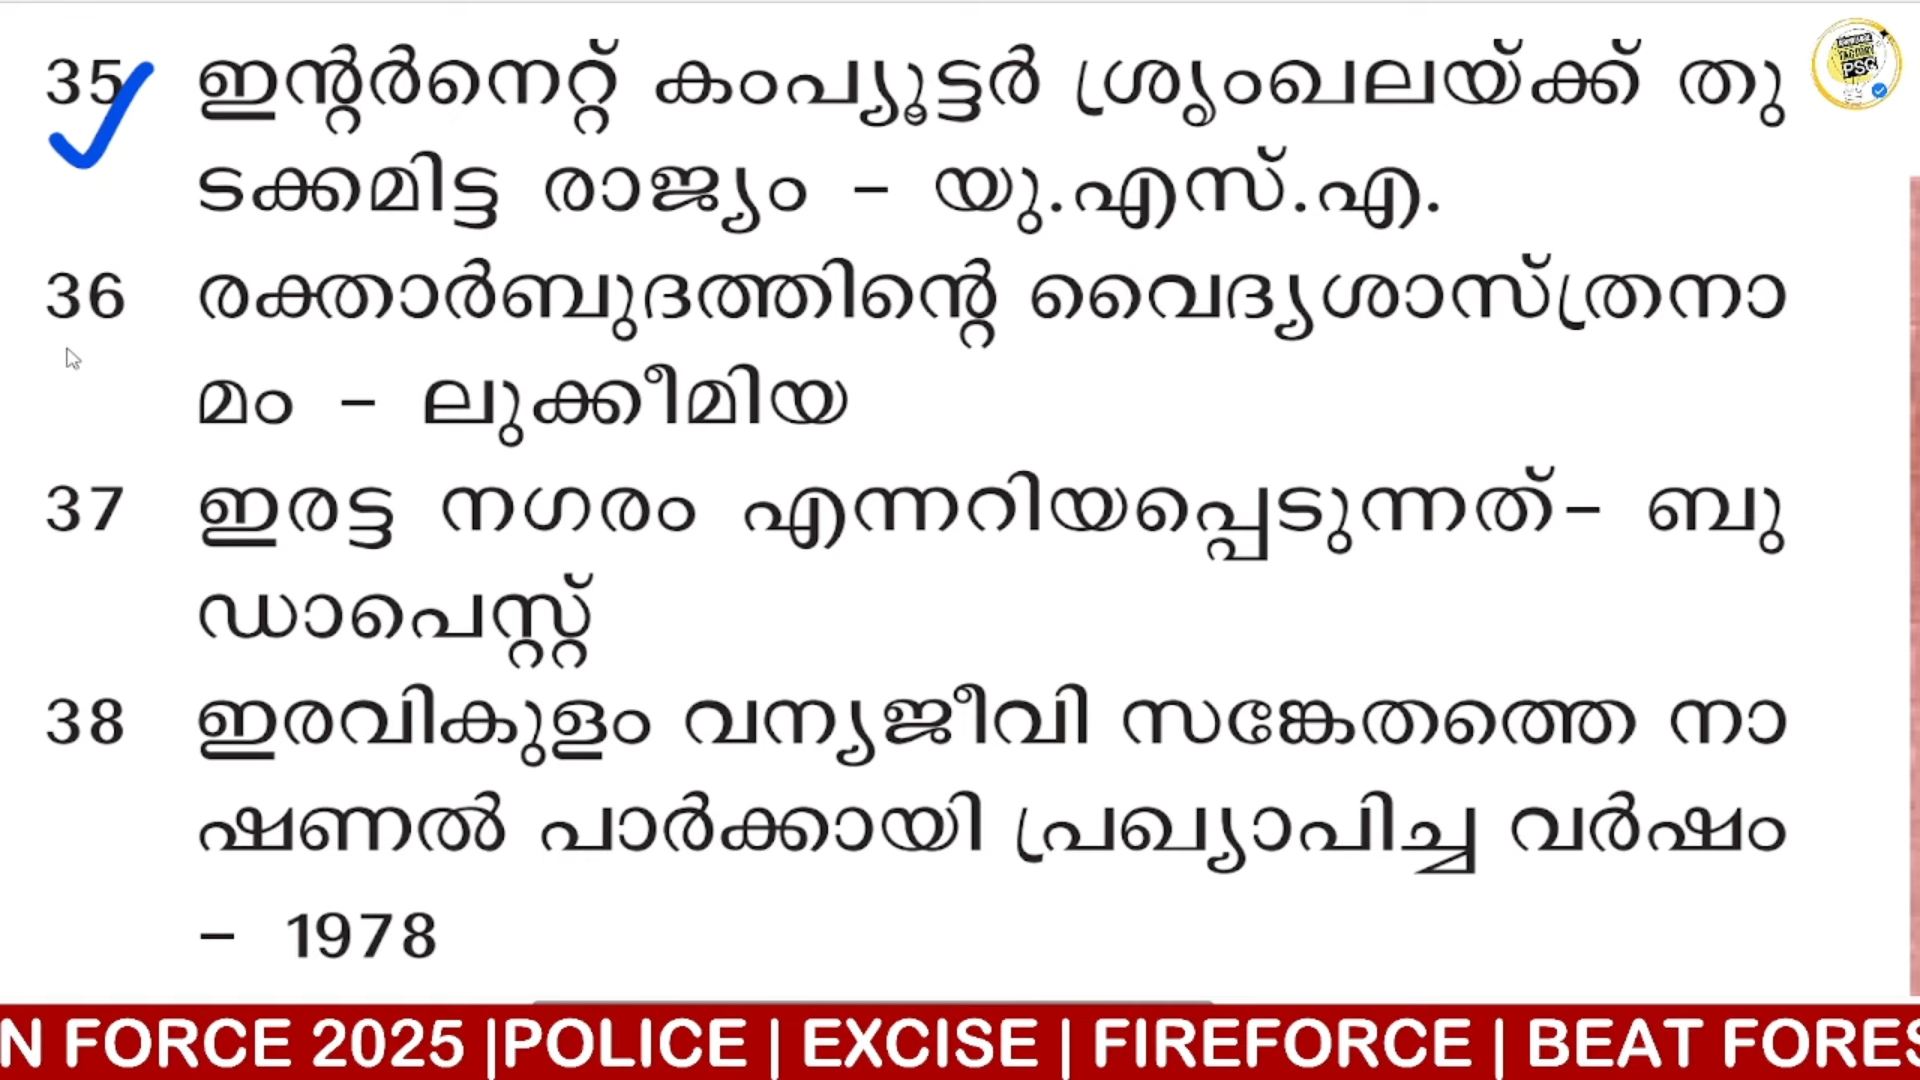 35 ഇന്റർനെറ്റ് കംപ്യൂട്ടർ ശ്രൃംഖലയ്ക്ക് തു
ടക്കമിട്ട രാജ്യം – യു.എസ്.എ.
36 രക്താർബുദത്തിന്റെ വൈദ്യശാസ്ത്രനാ
മം – ലുക്കീമിയ
37 ഇരട്ട നഗരം എന്നറിയപ്പെടുന്നത്– ബു
ഡാപെസ്റ്റ്
38 ഇരവികുളം വന്യജീവി സങ്കേതത്തെ നാ
ഷണൽ പാർക്കായി പ്രഖ്യാപിച്ച വർഷം
– 1978
N FORCE 2025 |POLICE | EXCISE | FIREFORCE | BEAT FORES
PSC